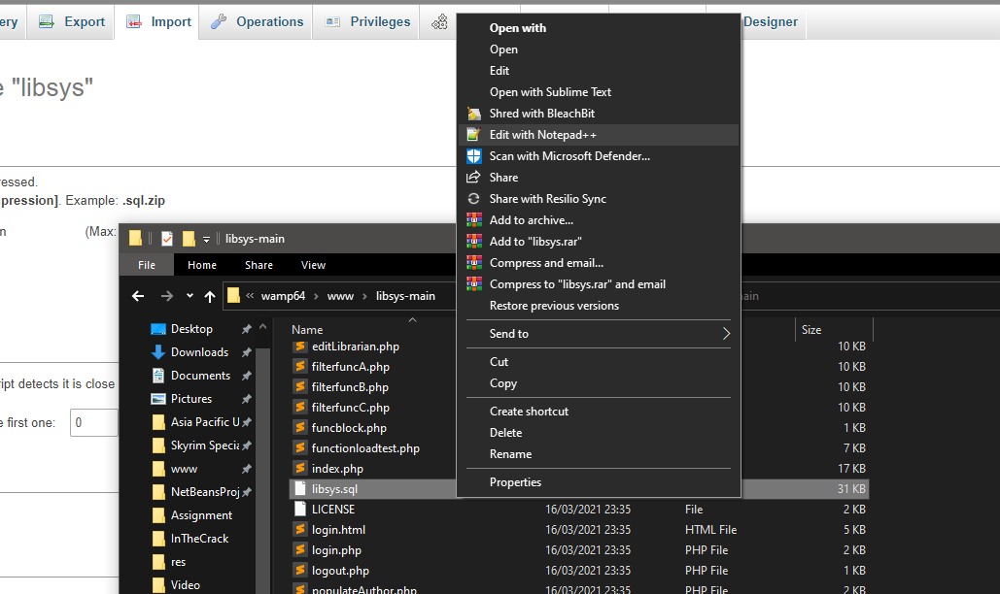 ery
Export
Import
Operations
Privileges
Designer
e "libsys"
essed.
pression]. Example: .sql.zip
n
(Max:
ipt detects it is close
e first one:
0
Open with
Open
Edit
Open with Sublime Text
Shred with BleachBit
Edit with Notepad++
Scan with Microsoft Defender...
Share
Share with Resilio Sync
Add to archive...
Add to "libsys.rar"
Compress and email...
Compress to "libsys.rar" and email
Restore previous versions
Send to
Cut
Copy
Create shortcut
Delete
Rename
Properties
libsys-main
File
Home
Share
View
« wamp64 › www › libsys-main
ain
Desktop
Downloads
Documents
Pictures
Asia Pacific U
Skyrim Specia
www
NetBeansProj
Assignment
InTheCrack
res
Video
Name
Size
editLibrarian.php 10 KB
filterfuncA.php 10 KB
filterfuncB.php 10 KB
filterfuncC.php 10 KB
funcblock.php 1 KB
functionloadtest.php 7 KB
index.php 17 KB
libsys.sql 31 KB
LICENSE 16/03/2021 23:35 File 2 KB
login.html 16/03/2021 23:35 HTML File 5 KB
login.php 16/03/2021 23:35 PHP File 2 KB
logout.php 16/03/2021 23:35 PHP File 1 KB
populateAuthor.php 16/03/2021 23:35 PHP File 2 KB